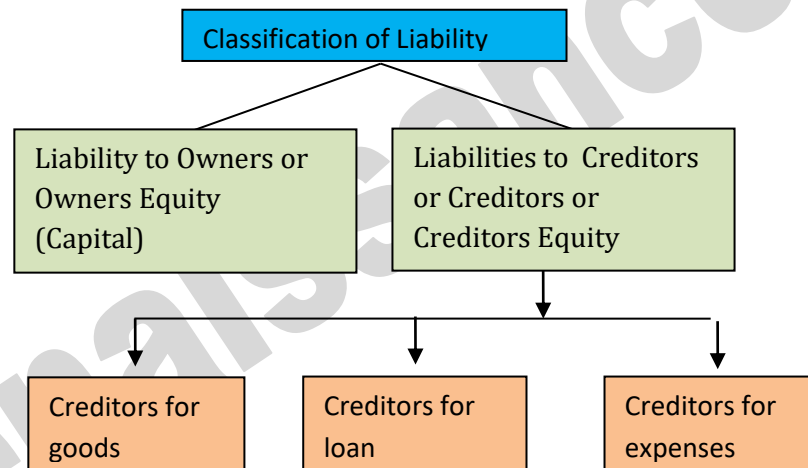 Classification of Liability
Liability to Owners or
Owners Equity
(Capital)
Liabilities to Creditors
or Creditors or
Creditors Equity
Creditors for
goods
Creditors for
loan
Creditors for
expenses